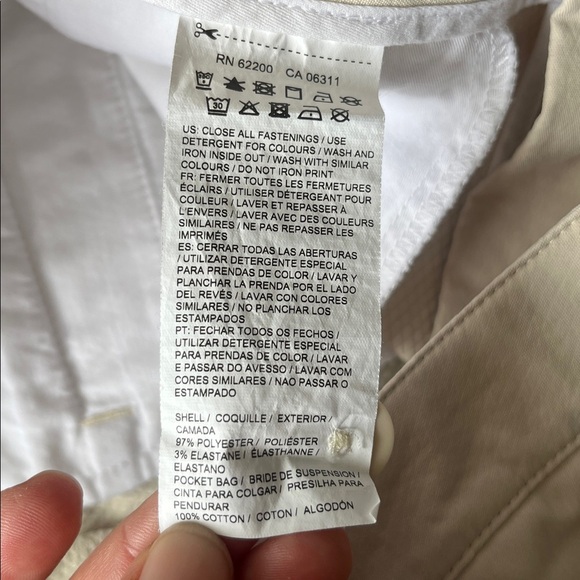 RN 62200 CA 06311
30
US: CLOSE ALL FASTENINGS / USE
DETERGENT FOR COLOURS / WASH AND
IRON INSIDE OUT / WASH WITH SIMILAR
COLOURS / DO NOT IRON PRINT
FR: FERMER TOUTES LES FERMETURES
ÉCLAIRS / UTILISER DÉTERGENT POUR
COULEUR / LAVER ET REPASSER À
L'ENVERS / LAVER AVEC DES COULEURS
SIMILAIRES / NE PAS REPASSER LES
IMPRIMÉS
ES: CERRAR TODAS LAS ABERTURAS
/ UTILIZAR DETERGENTE ESPECIAL
PARA PRENDAS DE COLOR / LAVAR Y
PLANCHAR LA PRENDA POR EL LADO
DEL REVÉS / LAVAR CON COLORES
SIMILARES / NO PLANCHAR LOS
ESTAMPADOS
PT: FECHAR TODOS OS FECHOS /
UTILIZAR DETERGENTE ESPECIAL
PARA PRENDAS DE COLOR / LAVAR COM
E PASSAR DO AVESSO / LAVAR COM
CORES SIMILARES / NAO PASSAR O
ESTAMPADO
SHELL / COQUILLE / EXTERIOR /
CAMADA
97% POLYESTER / POLIÉSTER
3% ELASTANE / ÉLASTHANNE /
ELASTANO
POCKET BAG / BRIDE DE SUSPENSION /
CINTA PARA COLGAR / PRESILHA PARA
PENDURAR
100% COTTON / COTON / ALGODÓN